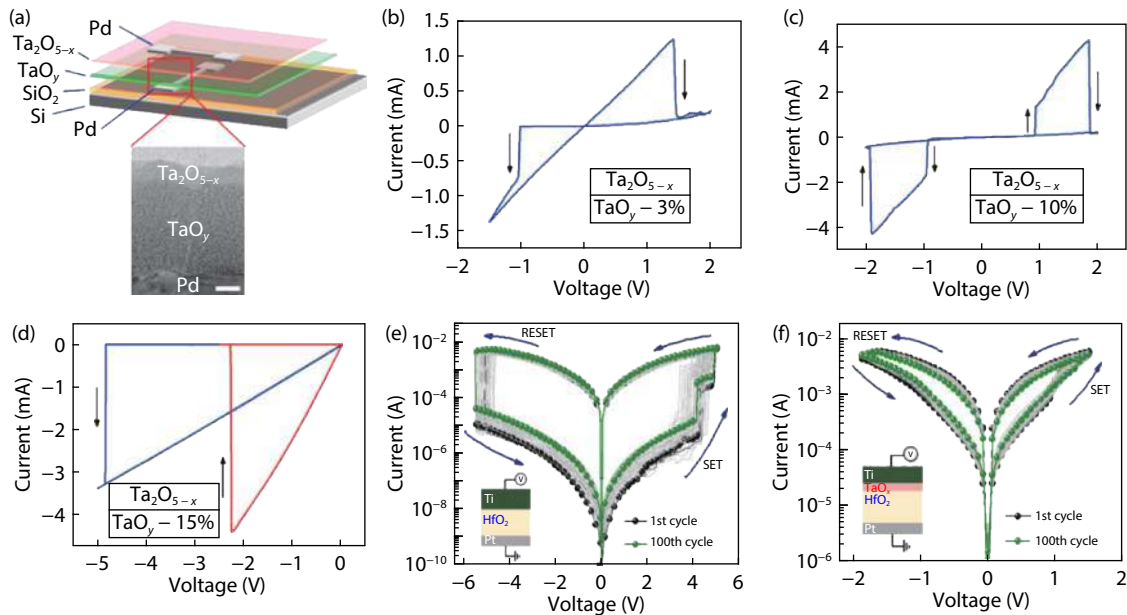 (a)
Pd
Ta2O5−x
TaOy
SiO2
Si
Pd
Ta2O5−x
TaOy
Pd
(b)
Current (mA)
1.5
1.0
0.5
0
−0.5
−1.0
−1.5
Ta2O5−x
TaOy − 3%
−2 −1 0 1 2
Voltage (V)
(c)
Current (mA)
4
2
0
−2
−4
Ta2O5−x
TaOy − 10%
−2 −1 0 1 2
Voltage (V)
(d)
Current (mA)
0
−1
−2
−3
−4
Ta2O5−x
TaOy − 15%
−5 −4 −3 −2 −1 0
Voltage (V)
(e)
Current (A)
10−2
10−4
10−6
10−8
10−10
RESET
SET
V
Ti
HfO2
Pt
1st cycle
100th cycle
−6 −4 −2 0 2 4 6
Voltage (V)
(f)
Current (A)
10−2
10−3
10−4
10−5
10−6
RESET
SET
V
Ti
TaOx
HfO2
Pt
1st cycle
100th cycle
−2 −1 0 1 2
Voltage (V)